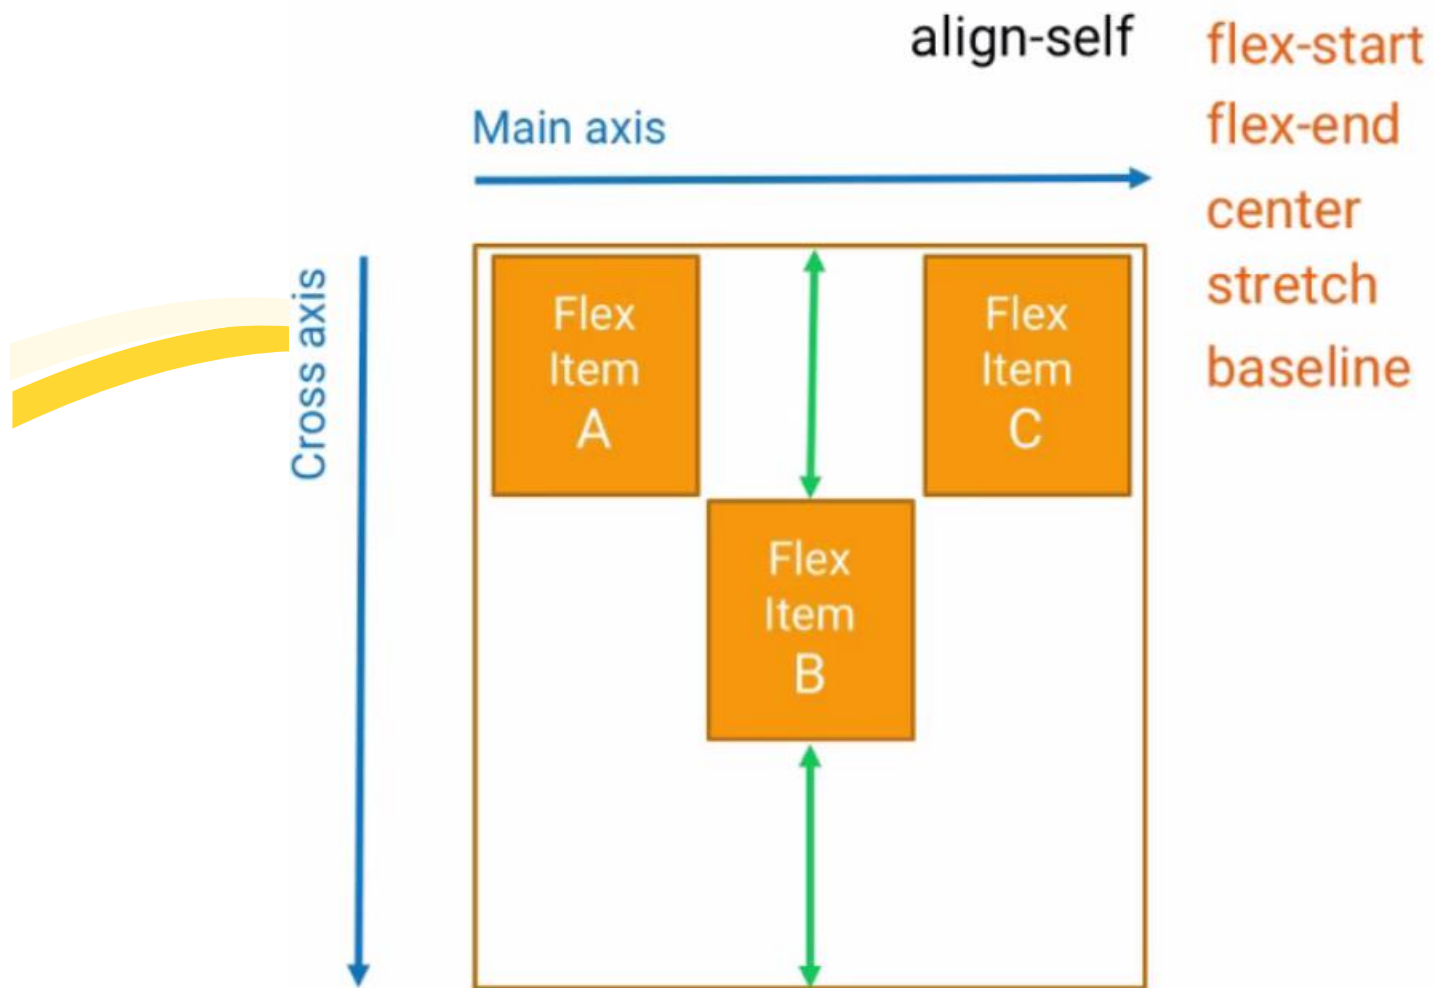 align-self
flex-start
flex-end
center
stretch
baseline
Main axis
Cross axis
Flex
Item
A
Flex
Item
B
Flex
Item
C